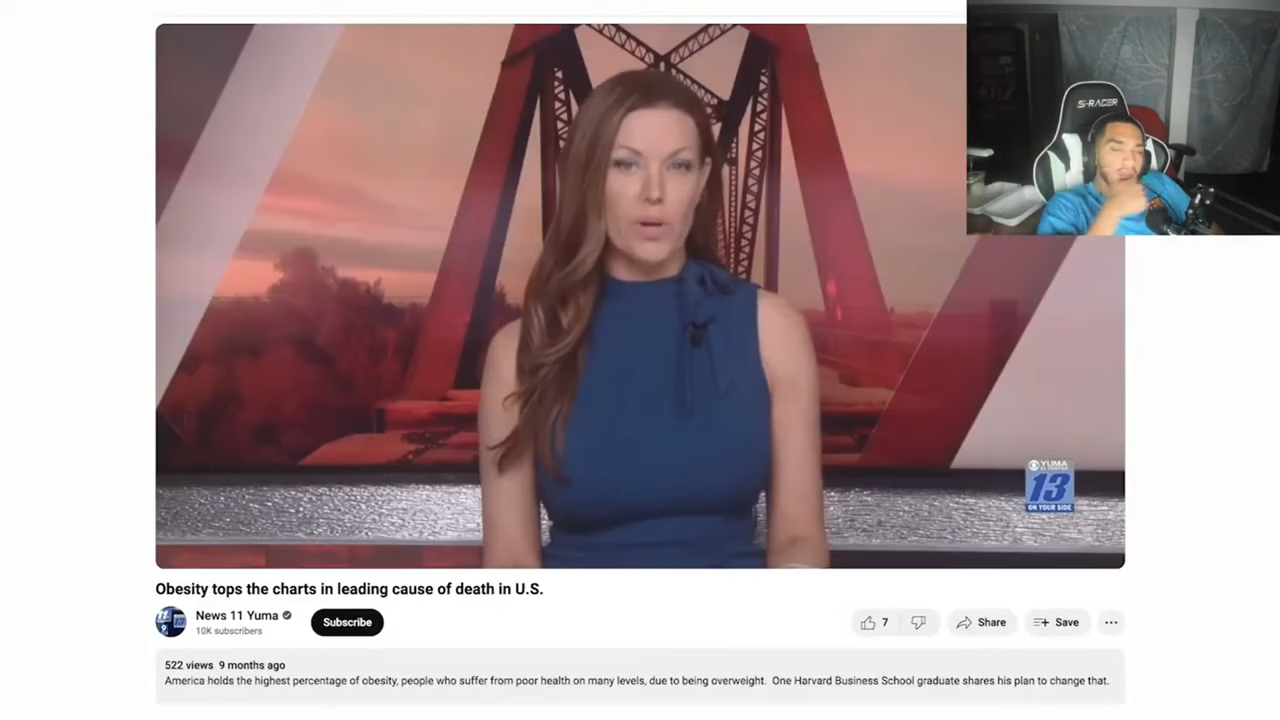 S-RACER
YUMA
13
ON YOUR SIDE
Obesity tops the charts in leading cause of death in U.S.
News 11 Yuma
10K subscribers
Subscribe
7
Share
Save
522 views 9 months ago
America holds the highest percentage of obesity, people who suffer from poor health on many levels, due to being overweight. One Harvard Business School graduate shares his plan to change that.